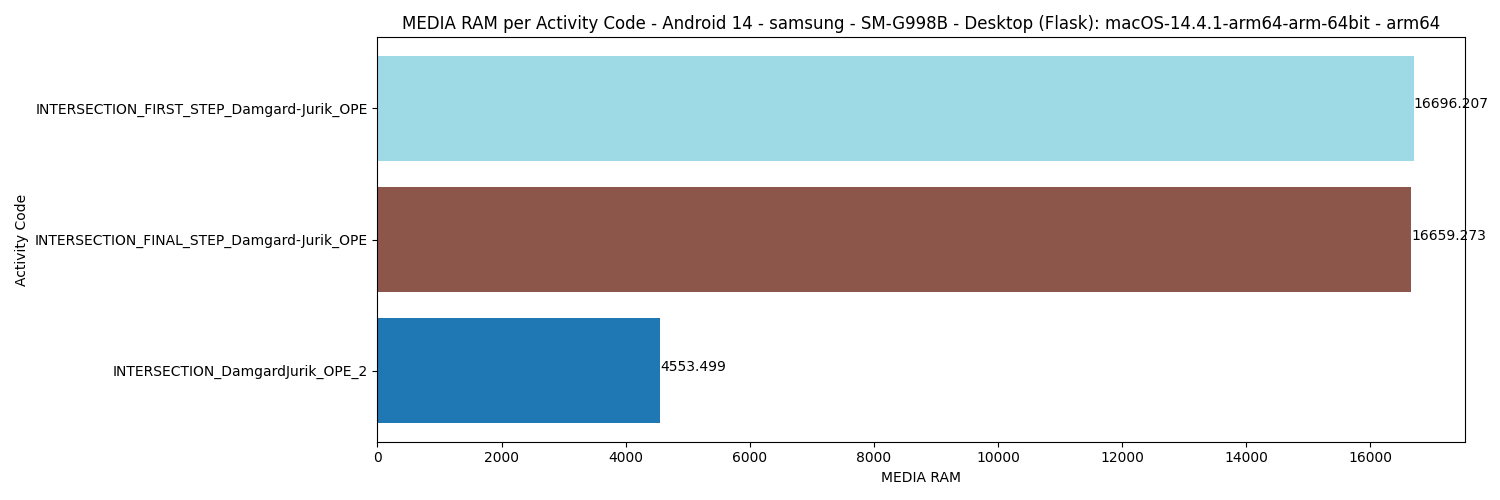 MEDIA RAM per Activity Code - Android 14 - samsung - SM-G998B - Desktop (Flask): macOS-14.4.1-arm64-arm-64bit - arm64
Activity Code
INTERSECTION_FIRST_STEP_Damgard-Jurik_OPE
16696.207
INTERSECTION_FINAL_STEP_Damgard-Jurik_OPE
16659.273
INTERSECTION_DamgardJurik_OPE_2
4553.499
0 2000 4000 6000 8000 10000 12000 14000 16000
MEDIA RAM